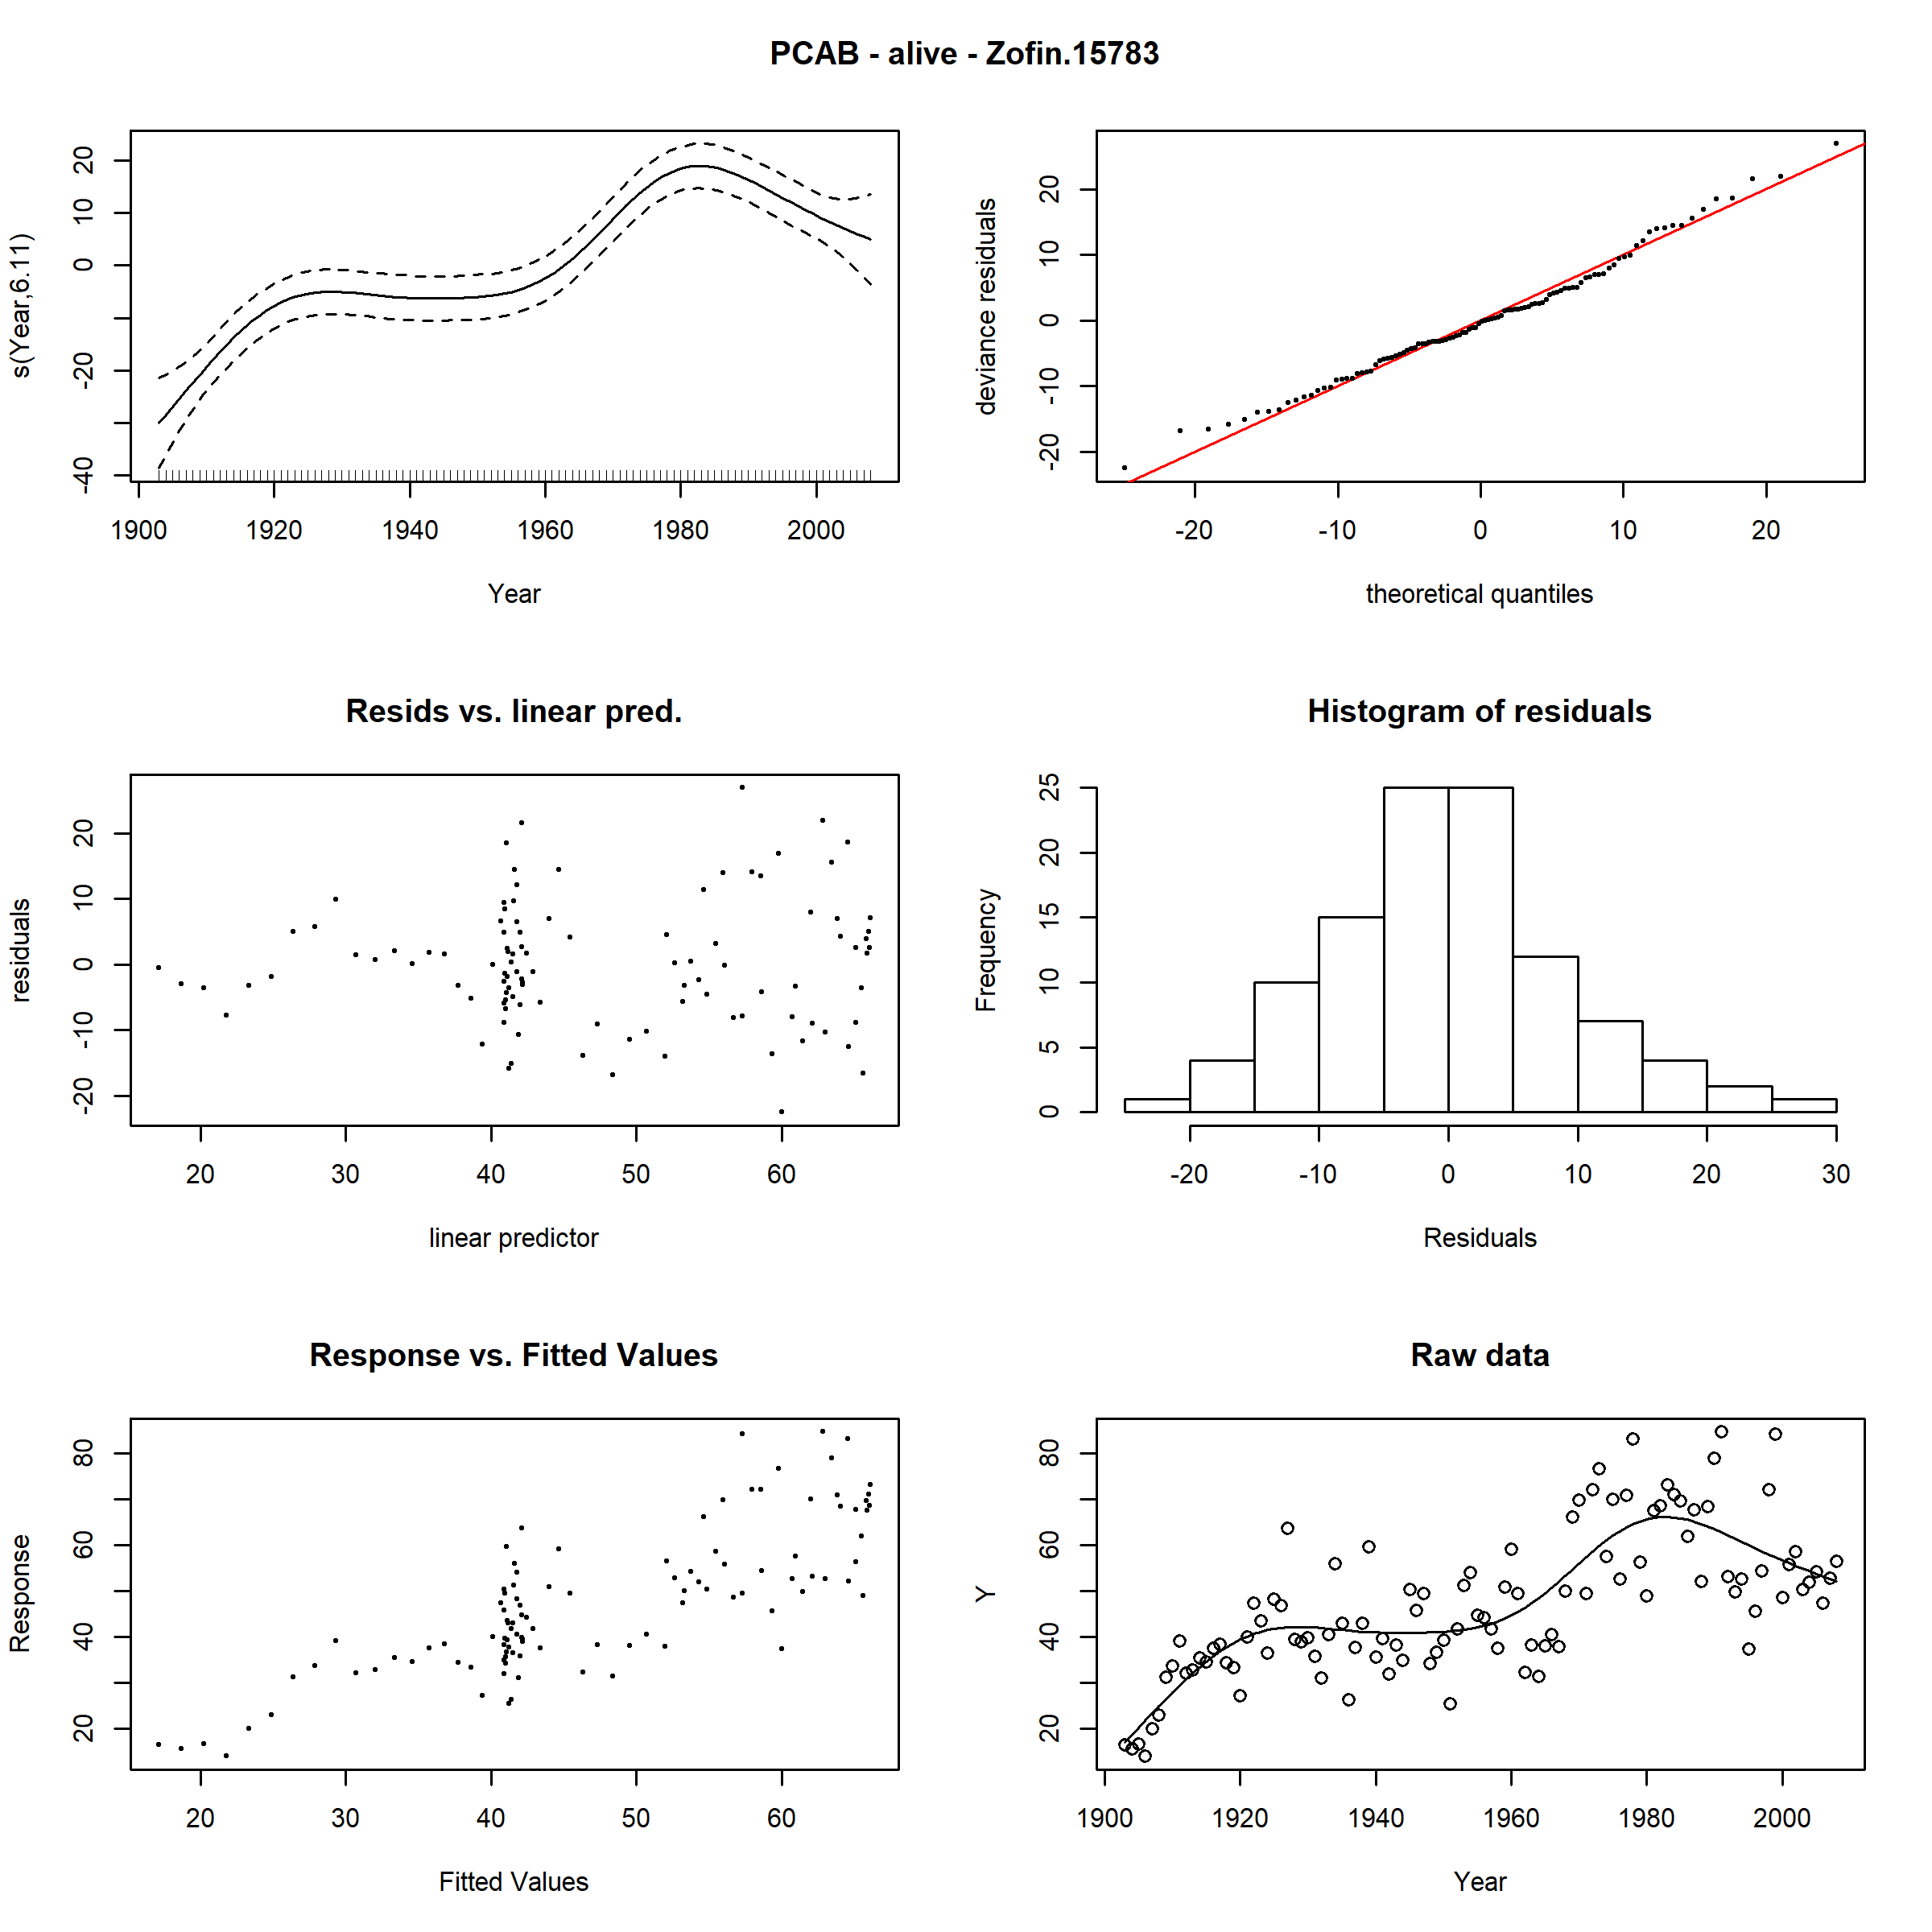 PCAB - alive - Zofin.15783
s(Year,6.11)
-40 -20 0 10 20
1900 1920 1940 1960 1980 2000
Year
deviance residuals
-20 -10 0 10 20
-20 -10 0 10 20
theoretical quantiles
Resids vs. linear pred.
residuals
-20 -10 0 10 20
20 30 40 50 60
linear predictor
Histogram of residuals
Frequency
0 5 10 15 20 25
-20 -10 0 10 20 30
Residuals
Response vs. Fitted Values
Response
20 40 60 80
20 30 40 50 60
Fitted Values
Raw data
Y
20 40 60 80
1900 1920 1940 1960 1980 2000
Year